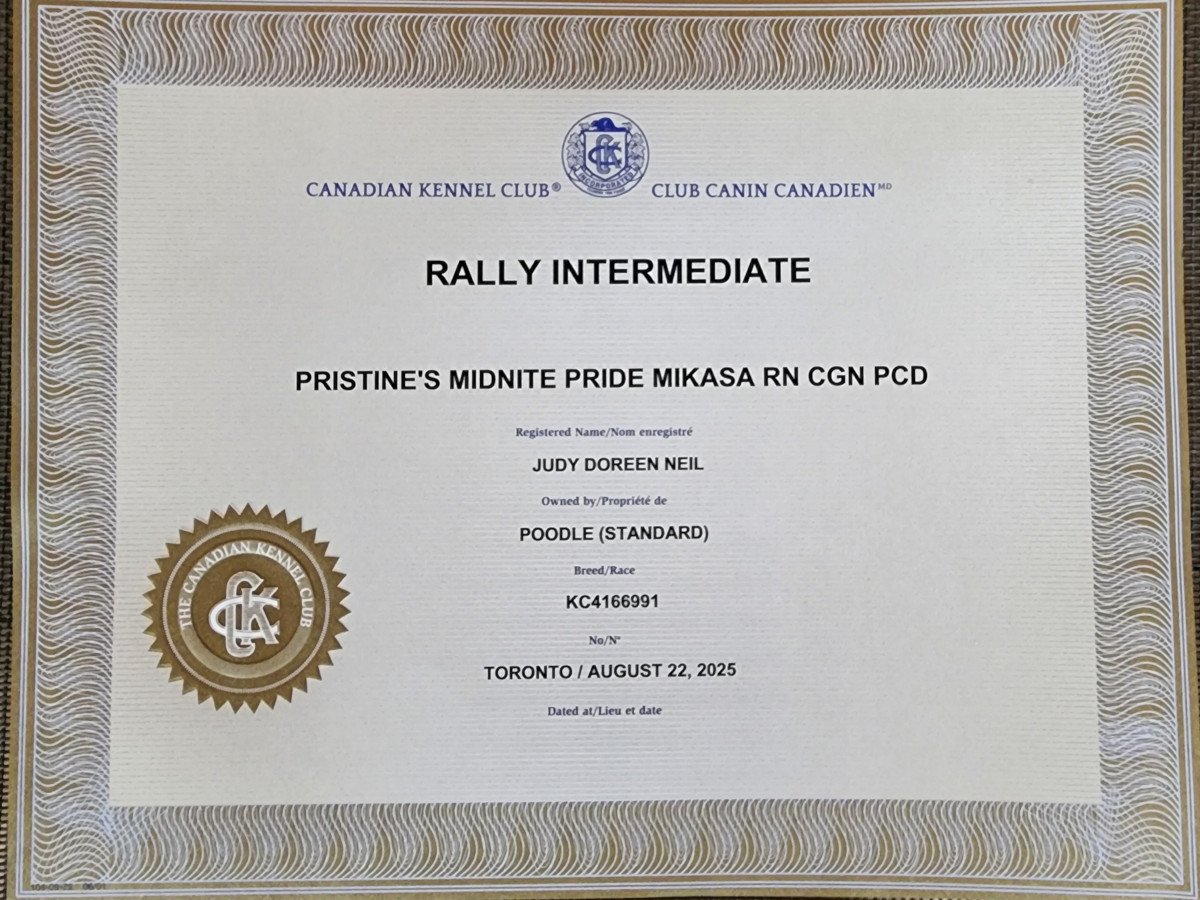 CANADIAN KENNEL CLUB® CLUB CANIN CANADIEN MD
INCORPORATED
RALLY INTERMEDIATE
PRISTINE'S MIDNITE PRIDE MIKASA RN CGN PCD
Registered Name/Nom enregistré
JUDY DOREEN NEIL
Owned by/Propriété de
POODLE (STANDARD)
Breed/Race
KC4166991
No/N°
TORONTO / AUGUST 22, 2025
Dated at/Lieu et date
THE CANADIAN KENNEL CLUB
CKC